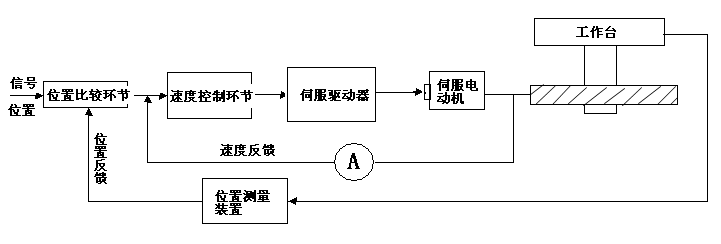 工作台
信号
位置
位置比较环节
速度控制环节
伺服驱动器
伺服电
动机
位置反馈
速度反馈
A
位置测量
装置